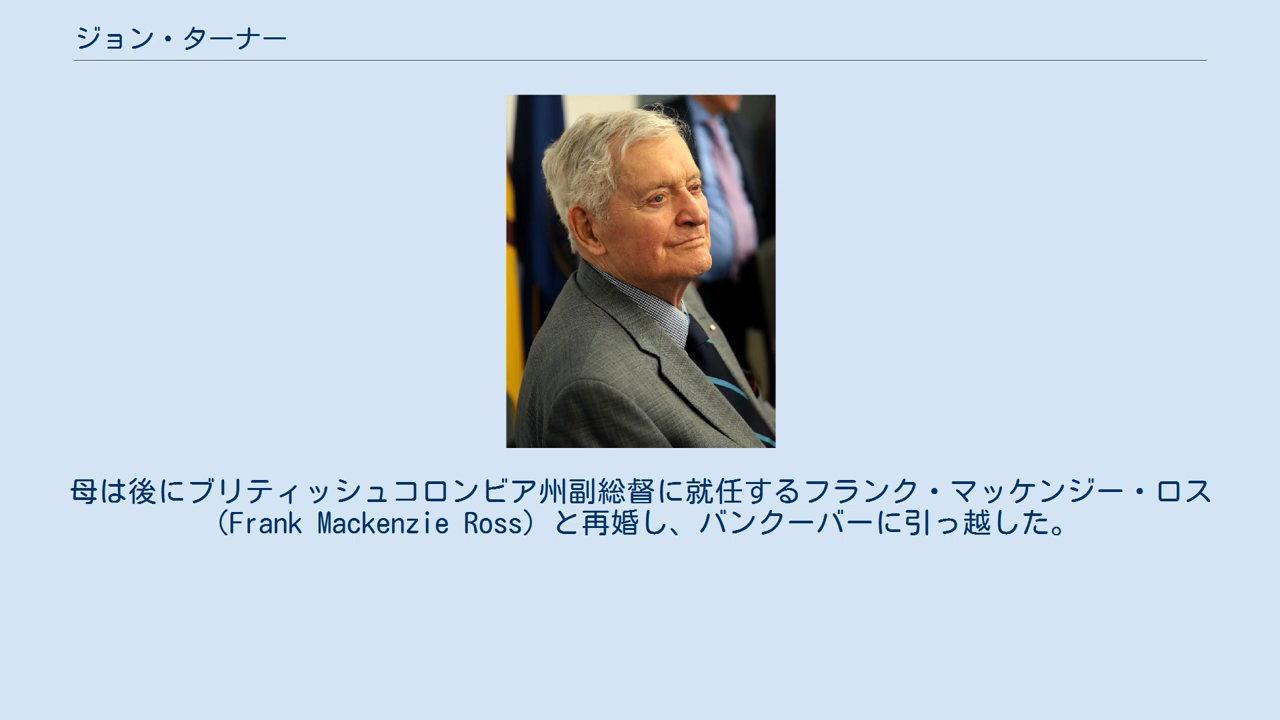 ジョン・ターナー
母は後にブリティッシュコロンビア州副総督に就任するフランク・マッケンジー・ロス
（Frank Mackenzie Ross）と再婚し、バンクーバーに引っ越した。